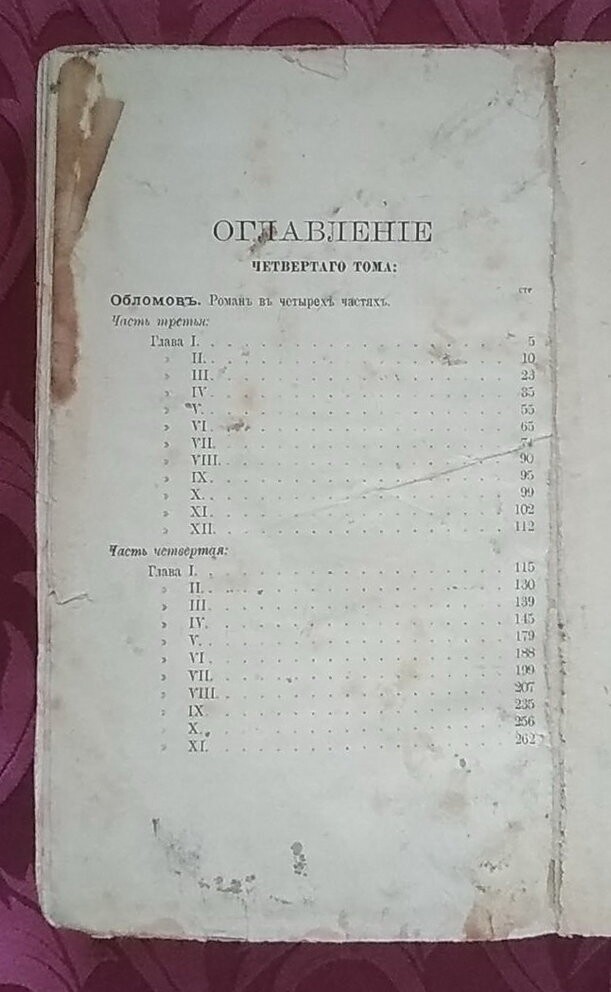 ОГЛАВЛЕНІЕ
ЧЕТВЕРТАГО ТОМА:
стр
Обломовъ. Романъ въ четырехъ частяхъ.
Часть третья:
Глава I. . . . . . . . . . . . . . . . . 5
» II. . . . . . . . . . . . . . . . . 10
» III. . . . . . . . . . . . . . . . . 23
» IV. . . . . . . . . . . . . . . . . 35
» V. . . . . . . . . . . . . . . . . 55
» VI. . . . . . . . . . . . . . . . . 65
» VII. . . . . . . . . . . . . . . . . 74
» VIII. . . . . . . . . . . . . . . . . 90
» IX. . . . . . . . . . . . . . . . . 95
» X. . . . . . . . . . . . . . . . . 99
» XI. . . . . . . . . . . . . . . . . 102
» XII. . . . . . . . . . . . . . . . . 112
Часть четвертая:
Глава I. . . . . . . . . . . . . . . . . 115
» II. . . . . . . . . . . . . . . . . 130
» III. . . . . . . . . . . . . . . . . 139
» IV. . . . . . . . . . . . . . . . . 145
» V. . . . . . . . . . . . . . . . . 179
» VI. . . . . . . . . . . . . . . . . 188
» VII. . . . . . . . . . . . . . . . . 199
» VIII. . . . . . . . . . . . . . . . . 207
» IX. . . . . . . . . . . . . . . . . 235
» X. . . . . . . . . . . . . . . . . 256
» XI. . . . . . . . . . . . . . . . . 262